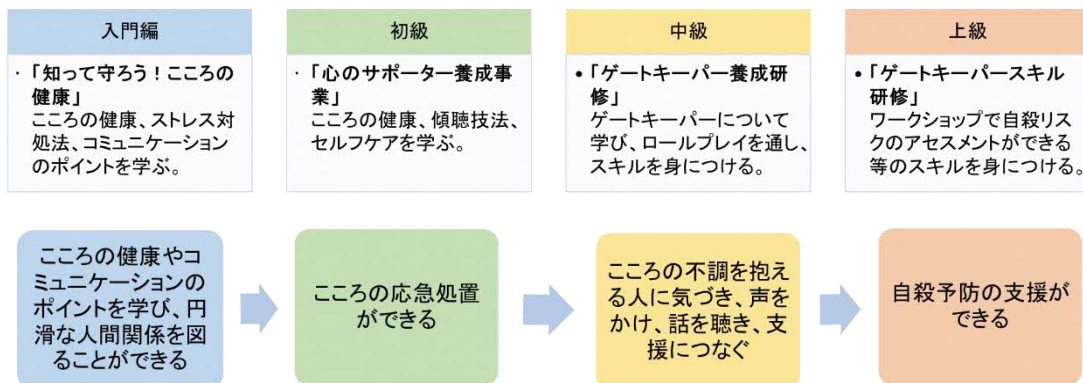 入門編
・「知って守ろう！こころの
健康」
こころの健康、ストレス対
処法、コミュニケーション
のポイントを学ぶ。
初級
・「心のサポーター養成事
業」
こころの健康、傾聴技法、
セルフケアを学ぶ。
中級
•「ゲートキーパー養成研
修」
ゲートキーパーについて
学び、ロールプレイを通し、
スキルを身につける。
上級
•「ゲートキーパースキル
研修」
ワークショップで自殺リス
クのアセスメントができる
等のスキルを身につける。
こころの健康やコ
ミュニケーションの
ポイントを学び、円
滑な人間関係を図
ることができる
こころの応急処置
ができる
こころの不調を抱え
る人に気づき、声を
かけ、話を聴き、支
援につなぐ
自殺予防の支援が
できる